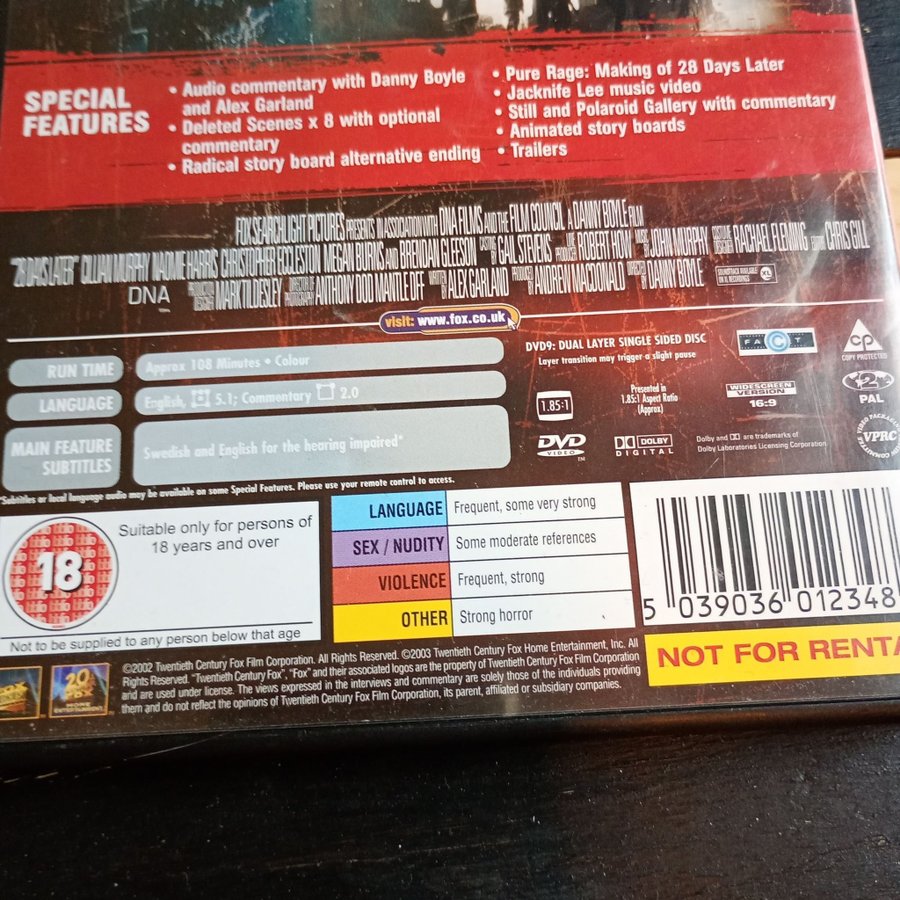 SPECIAL
FEATURES
• Audio commentary with Danny Boyle
and Alex Garland
• Deleted Scenes x 8 with optional
commentary
• Radical story board alternative ending
• Pure Rage: Making of 28 Days Later
• Jacknife Lee music video
• Still and Polaroid Gallery with commentary
• Animated story boards
• Trailers
FOX SEARCHLIGHT PICTURES PRESENTS IN ASSOCIATION WITH DNA FILMS AND THE FILM COUNCIL A DANNY BOYLE FILM
"28 DAYS LATER" CILLIAN MURPHY NAOMIE HARRIS CHRISTOPHER ECCLESTON MEGAN BURNS AND BRENDAN GLEESON CASTING BY GAIL STEVENS LINE PRODUCER ROBERT HOW MUSIC BY JOHN MURPHY COSTUME DESIGNER RACHAEL FLEMING EDITOR CHRIS GILL
DNA PRODUCTION DESIGNER MARK TILDESLEY DIRECTOR OF PHOTOGRAPHY ANTHONY DOD MANTLE DFF WRITTEN BY ALEX GARLAND PRODUCED BY ANDREW MACDONALD DIRECTED BY DANNY BOYLE
SOUNDTRACK AVAILABLE
ON XL RECORDINGS
XL
visit: www.fox.co.uk
RUN TIME
Approx 108 Minutes • Colour
LANGUAGE
English, 5.1; Commentary 2.0
MAIN FEATURE
SUBTITLES
Swedish and English for the hearing impaired*
*Subtitles or local language audio may be available on some Special Features. Please use your remote control to access.
DVD9: DUAL LAYER SINGLE SIDED DISC
Layer transition may trigger a slight pause
FACT
COPY PROTECTED
1.85:1
Presented in
1.85:1 Aspect Ratio
(Approx)
WIDESCREEN
VERSION
16:9
2
PAL
DVD
VIDEO
TM
DOLBY
DIGITAL
Dolby and are trademarks of
Dolby Laboratories Licensing Corporation
VPRC
18
Suitable only for persons of
18 years and over
Not to be supplied to any person below that age
LANGUAGE Frequent, some very strong
SEX / NUDITY Some moderate references
VIOLENCE Frequent, strong
OTHER Strong horror
5 039036 012348
NOT FOR RENTA
©2002 Twentieth Century Fox Film Corporation. All Rights Reserved. ©2003 Twentieth Century Fox Home Entertainment, Inc. All
Rights Reserved. "Twentieth Century Fox", "Fox" and their associated logos are the property of Twentieth Century Fox Film Corporation
and are used under license. The views expressed in the interviews and commentary are solely those of the individuals providing
them and do not reflect the opinions of Twentieth Century Fox Film Corporation, its parent, affiliated or subsidiary companies.